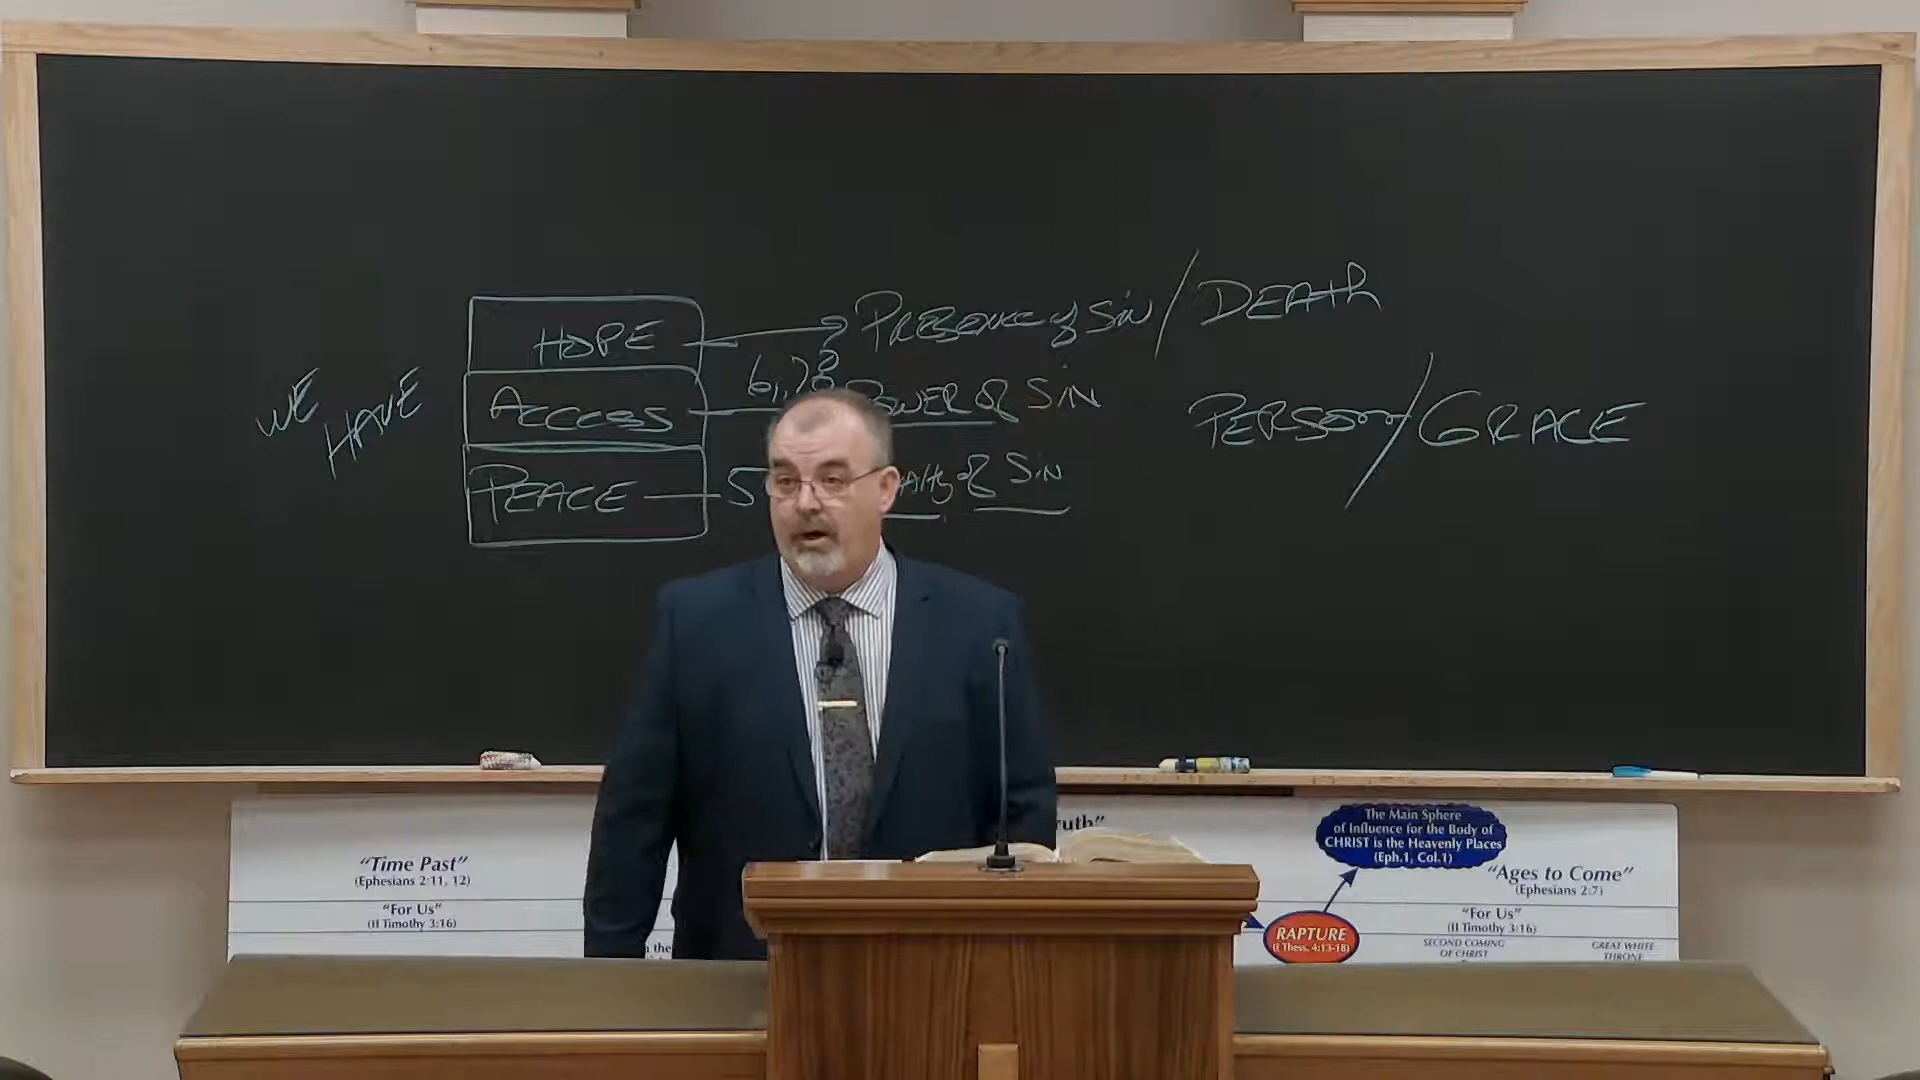 HOPE
Presence of Sin / DEATH
WE HAVE
ACCESS
6,7,8
of Sin
PERSON/GRACE
PEACE
5
of Sin
ruth"
"Time Past"
(Ephesians 2:11, 12)
"For Us"
(II Timothy 3:16)
n the
The Main Sphere
of Influence for the Body of
CHRIST is the Heavenly Places
(Eph.1, Col.1)
"Ages to Come"
(Ephesians 2:7)
"For Us"
(II Timothy 3:16)
RAPTURE
(I Thess. 4:13-18)
SECOND COMING
OF CHRIST
GREAT WHITE
THRONE